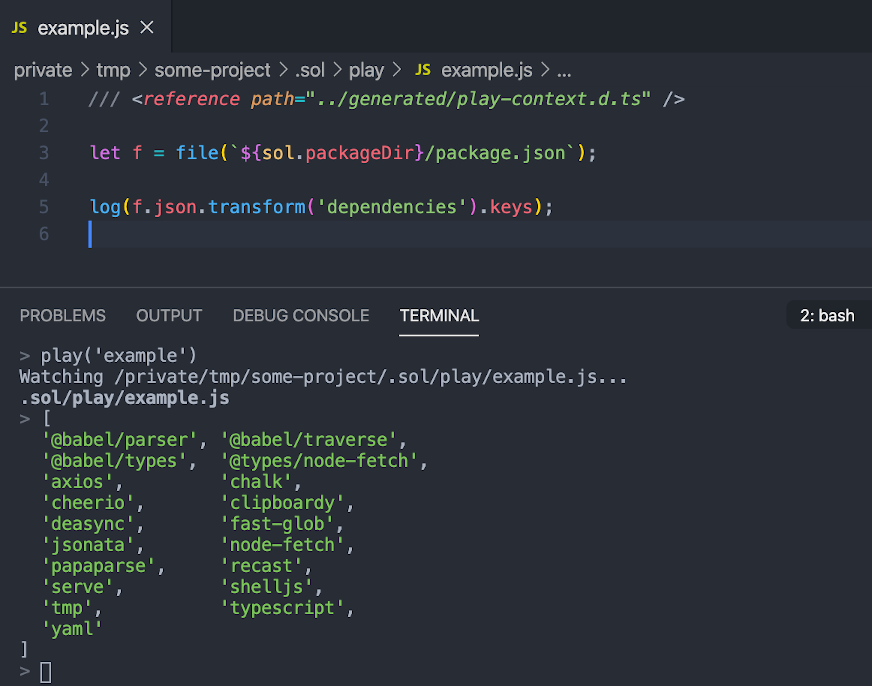 JS example.js ×
private > tmp > some-project > .sol > play > JS example.js > ...
1 /// <reference path="../generated/play-context.d.ts" />
2
3 let f = file(`${sol.packageDir}/package.json`);
4
5 log(f.json.transform('dependencies').keys);
6
PROBLEMS OUTPUT DEBUG CONSOLE TERMINAL 2: bash
> play('example')
Watching /private/tmp/some-project/.sol/play/example.js...
.sol/play/example.js
> [
'@babel/parser', '@babel/traverse',
'@babel/types', '@types/node-fetch',
'axios', 'chalk',
'cheerio', 'clipboardy',
'deasync', 'fast-glob',
'jsonata', 'node-fetch',
'papaparse', 'recast',
'serve', 'shelljs',
'tmp', 'typescript',
'yaml'
]
>